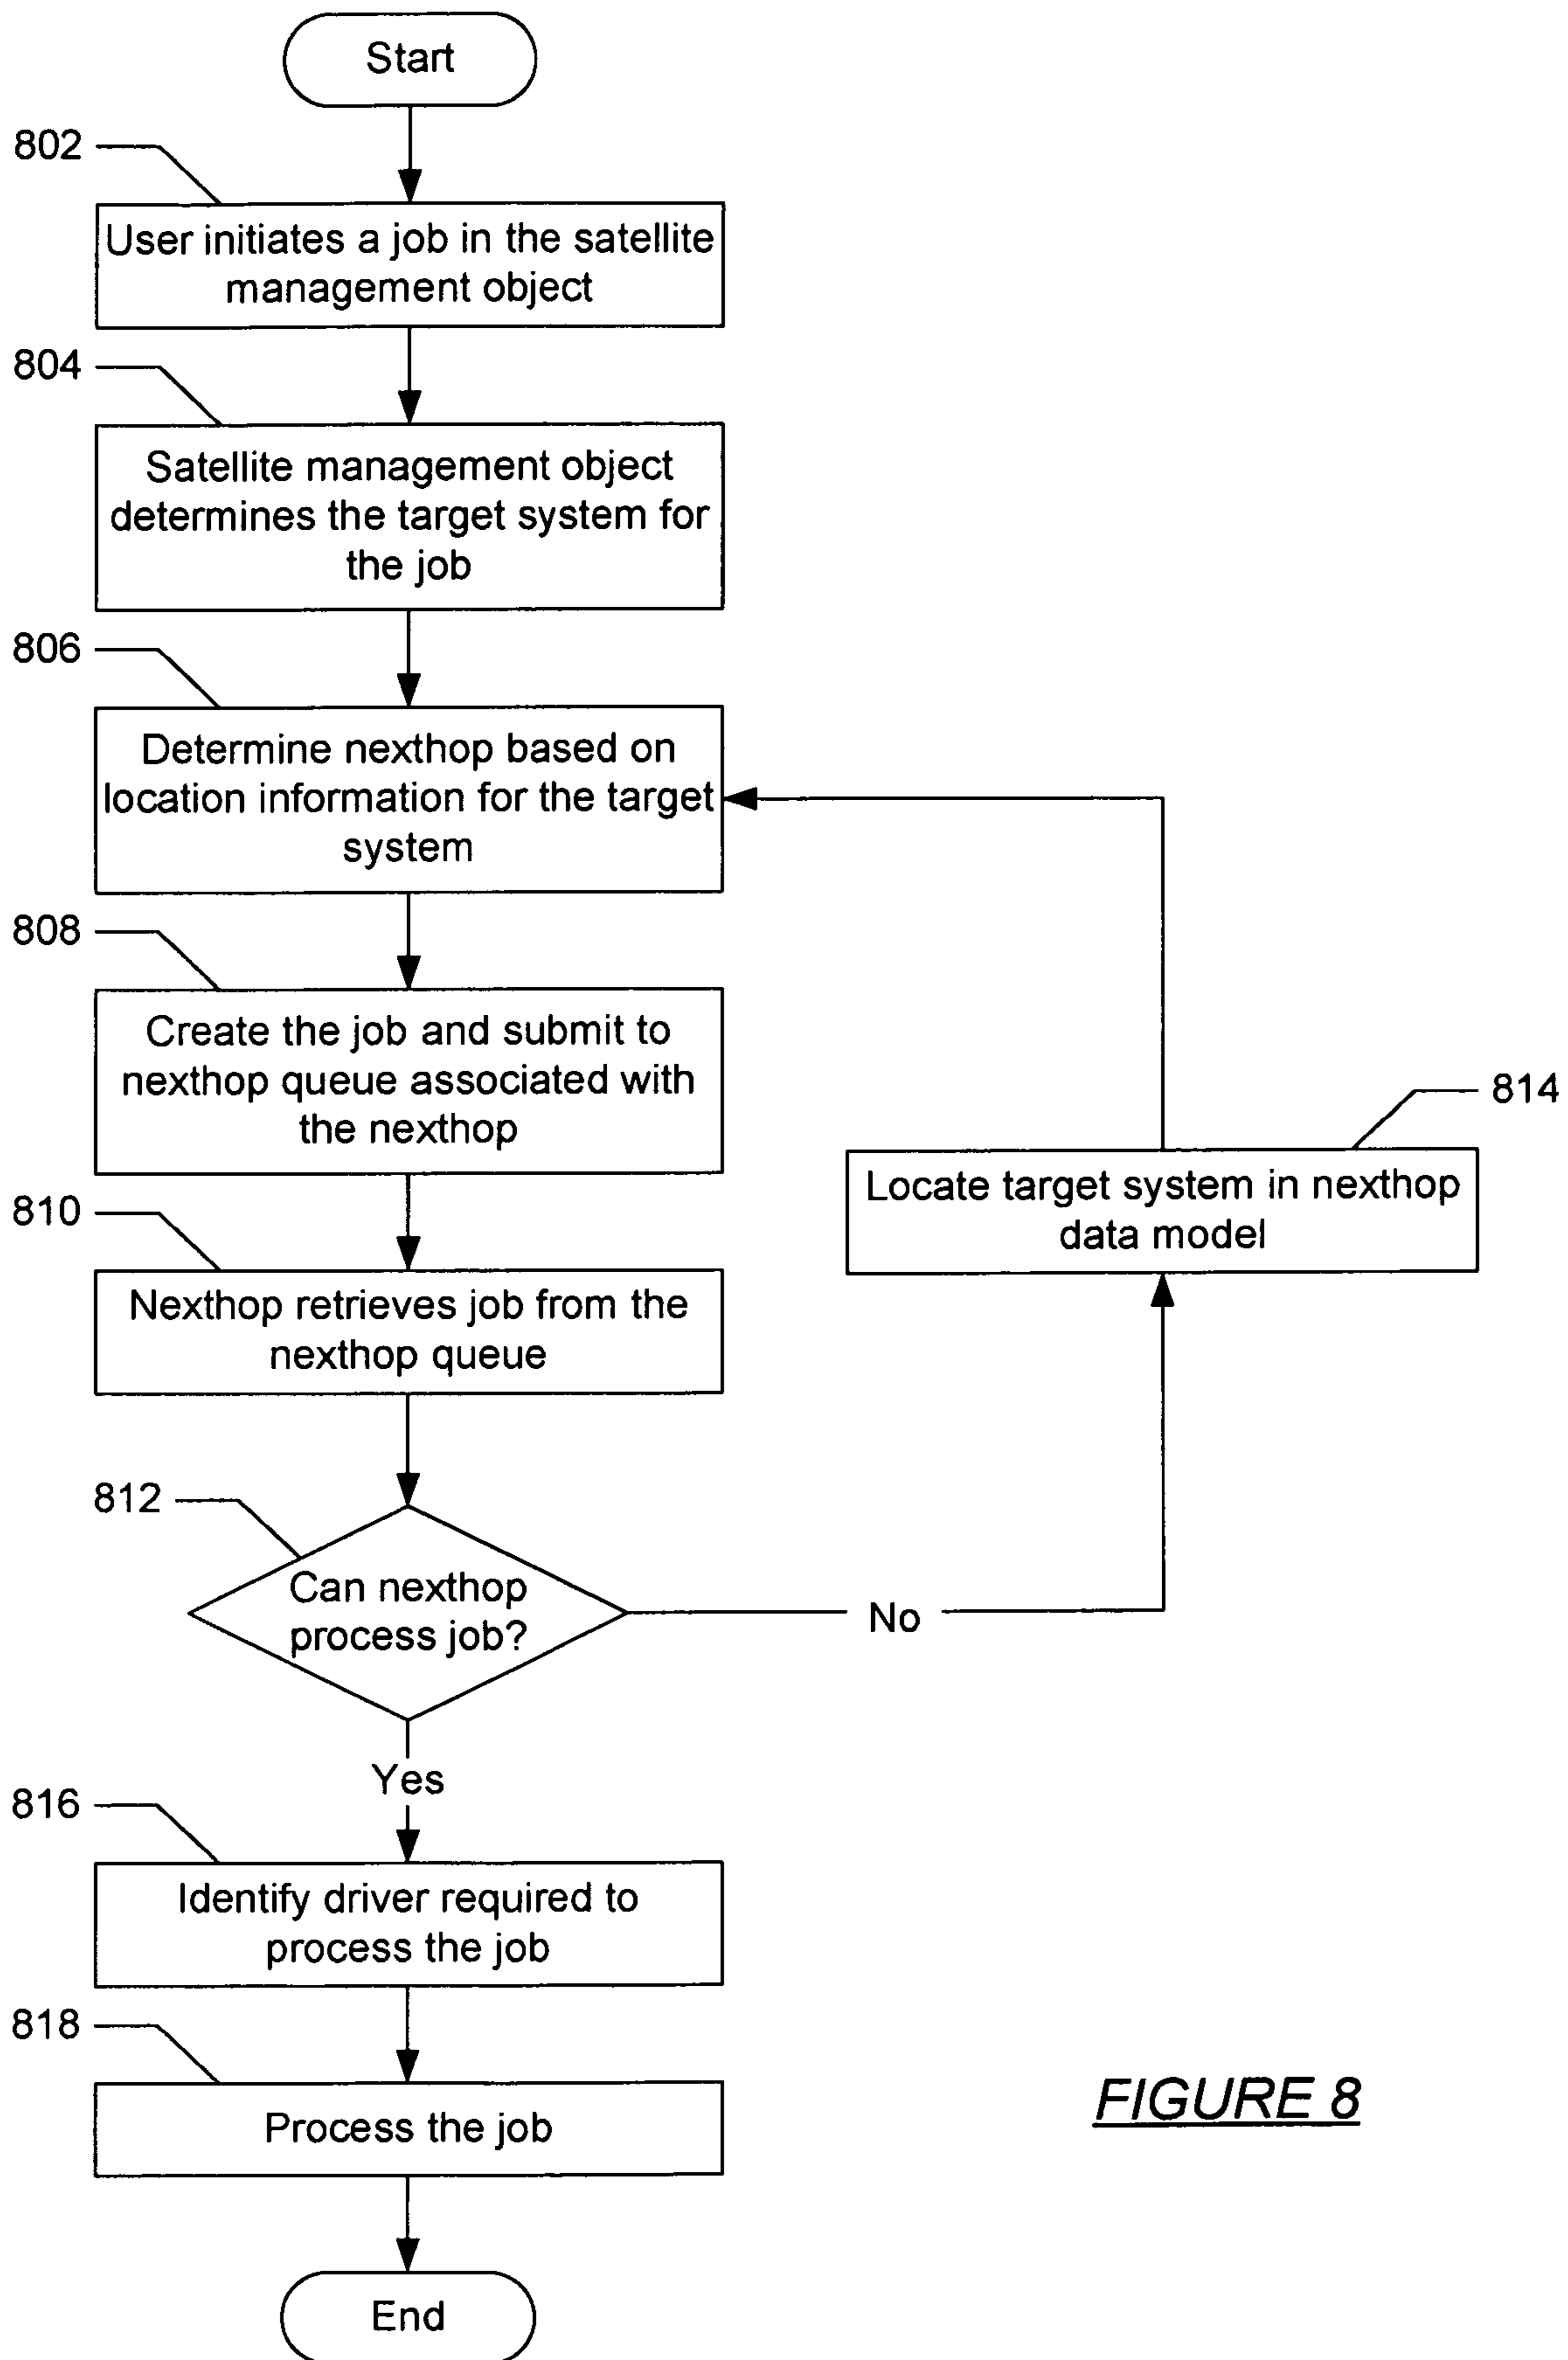 Start
802
User initiates a job in the satellite
management object
804
Satellite management object
determines the target system for
the job
806
Determine nexthop based on
location information for the target
system
808
Create the job and submit to
nexthop queue associated with
the nexthop
814
Locate target system in nexthop
data model
810
Nexthop retrieves job from the
nexthop queue
812
Can nexthop
process job?
No
Yes
816
Identify driver required to
process the job
818
Process the job
FIGURE 8
End